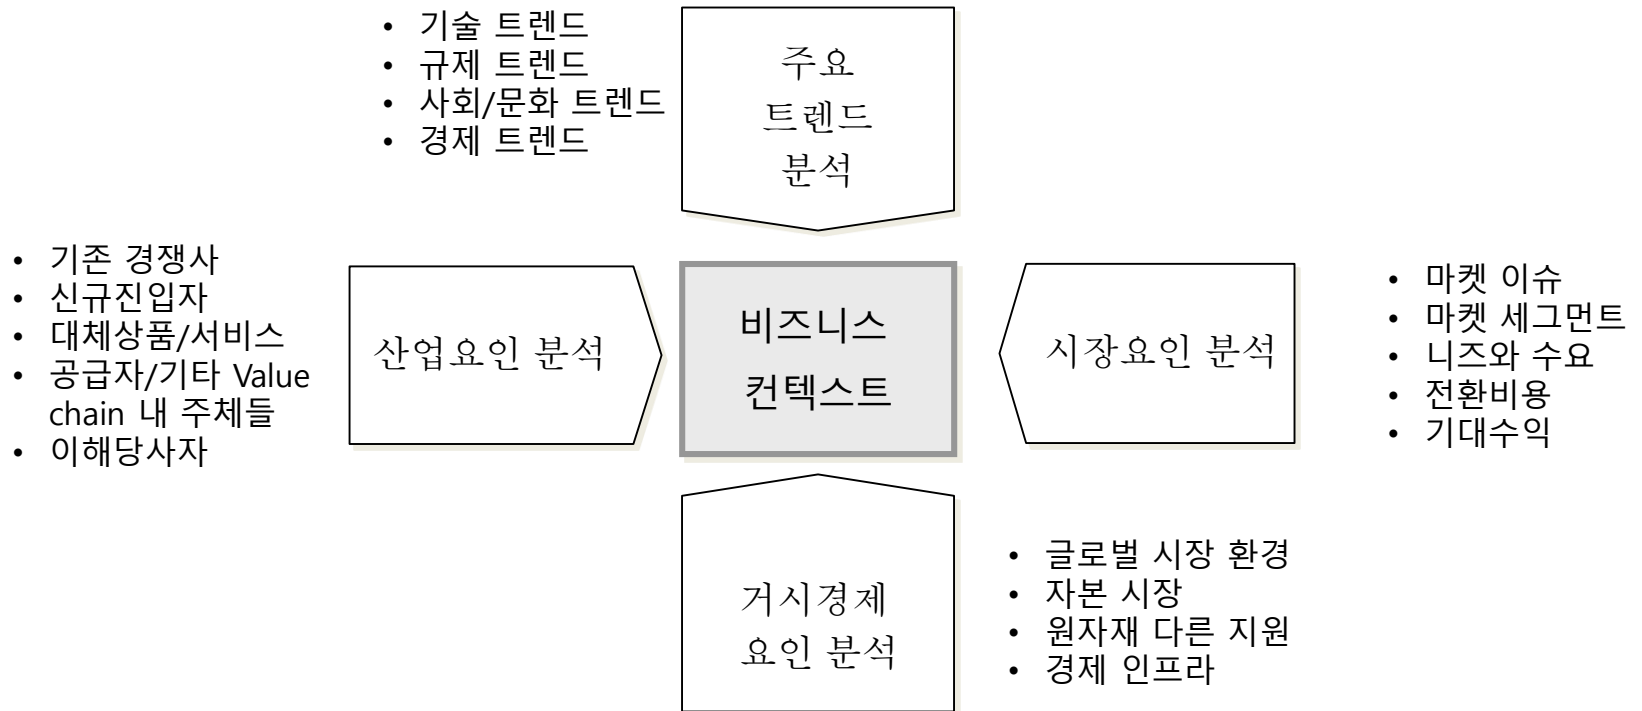 • 기술 트렌드
• 규제 트렌드
• 사회/문화 트렌드
• 경제 트렌드
주요
트렌드
분석
• 기존 경쟁사
• 신규진입자
• 대체상품/서비스
• 공급자/기타 Value
chain 내 주체들
• 이해당사자
산업요인 분석
비즈니스
컨텍스트
시장요인 분석
• 마켓 이슈
• 마켓 세그먼트
• 니즈와 수요
• 전환비용
• 기대수익
거시경제
요인 분석
• 글로벌 시장 환경
• 자본 시장
• 원자재 다른 지원
• 경제 인프라